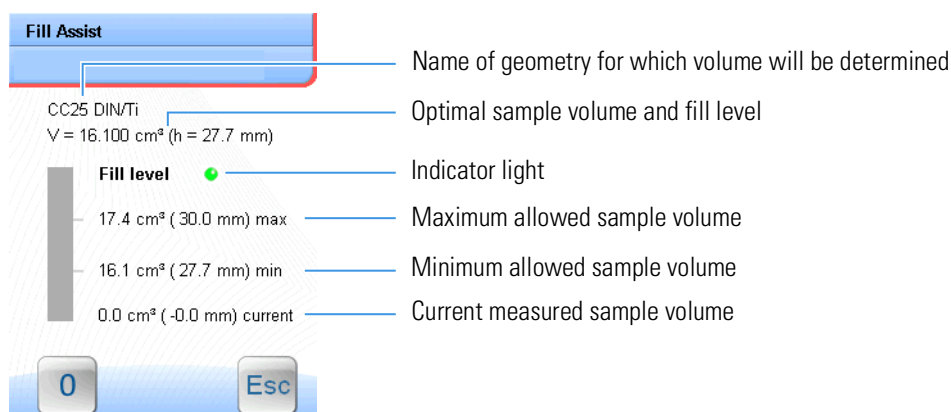 Fill Assist
Name of geometry for which volume will be determined
CC25 DIN/Ti
Optimal sample volume and fill level
V = 16.100 cm³ (h = 27.7 mm)
Fill level
Indicator light
17.4 cm³ ( 30.0 mm) max
Maximum allowed sample volume
16.1 cm³ ( 27.7 mm) min
Minimum allowed sample volume
0.0 cm³ ( -0.0 mm) current
Current measured sample volume
0
Esc